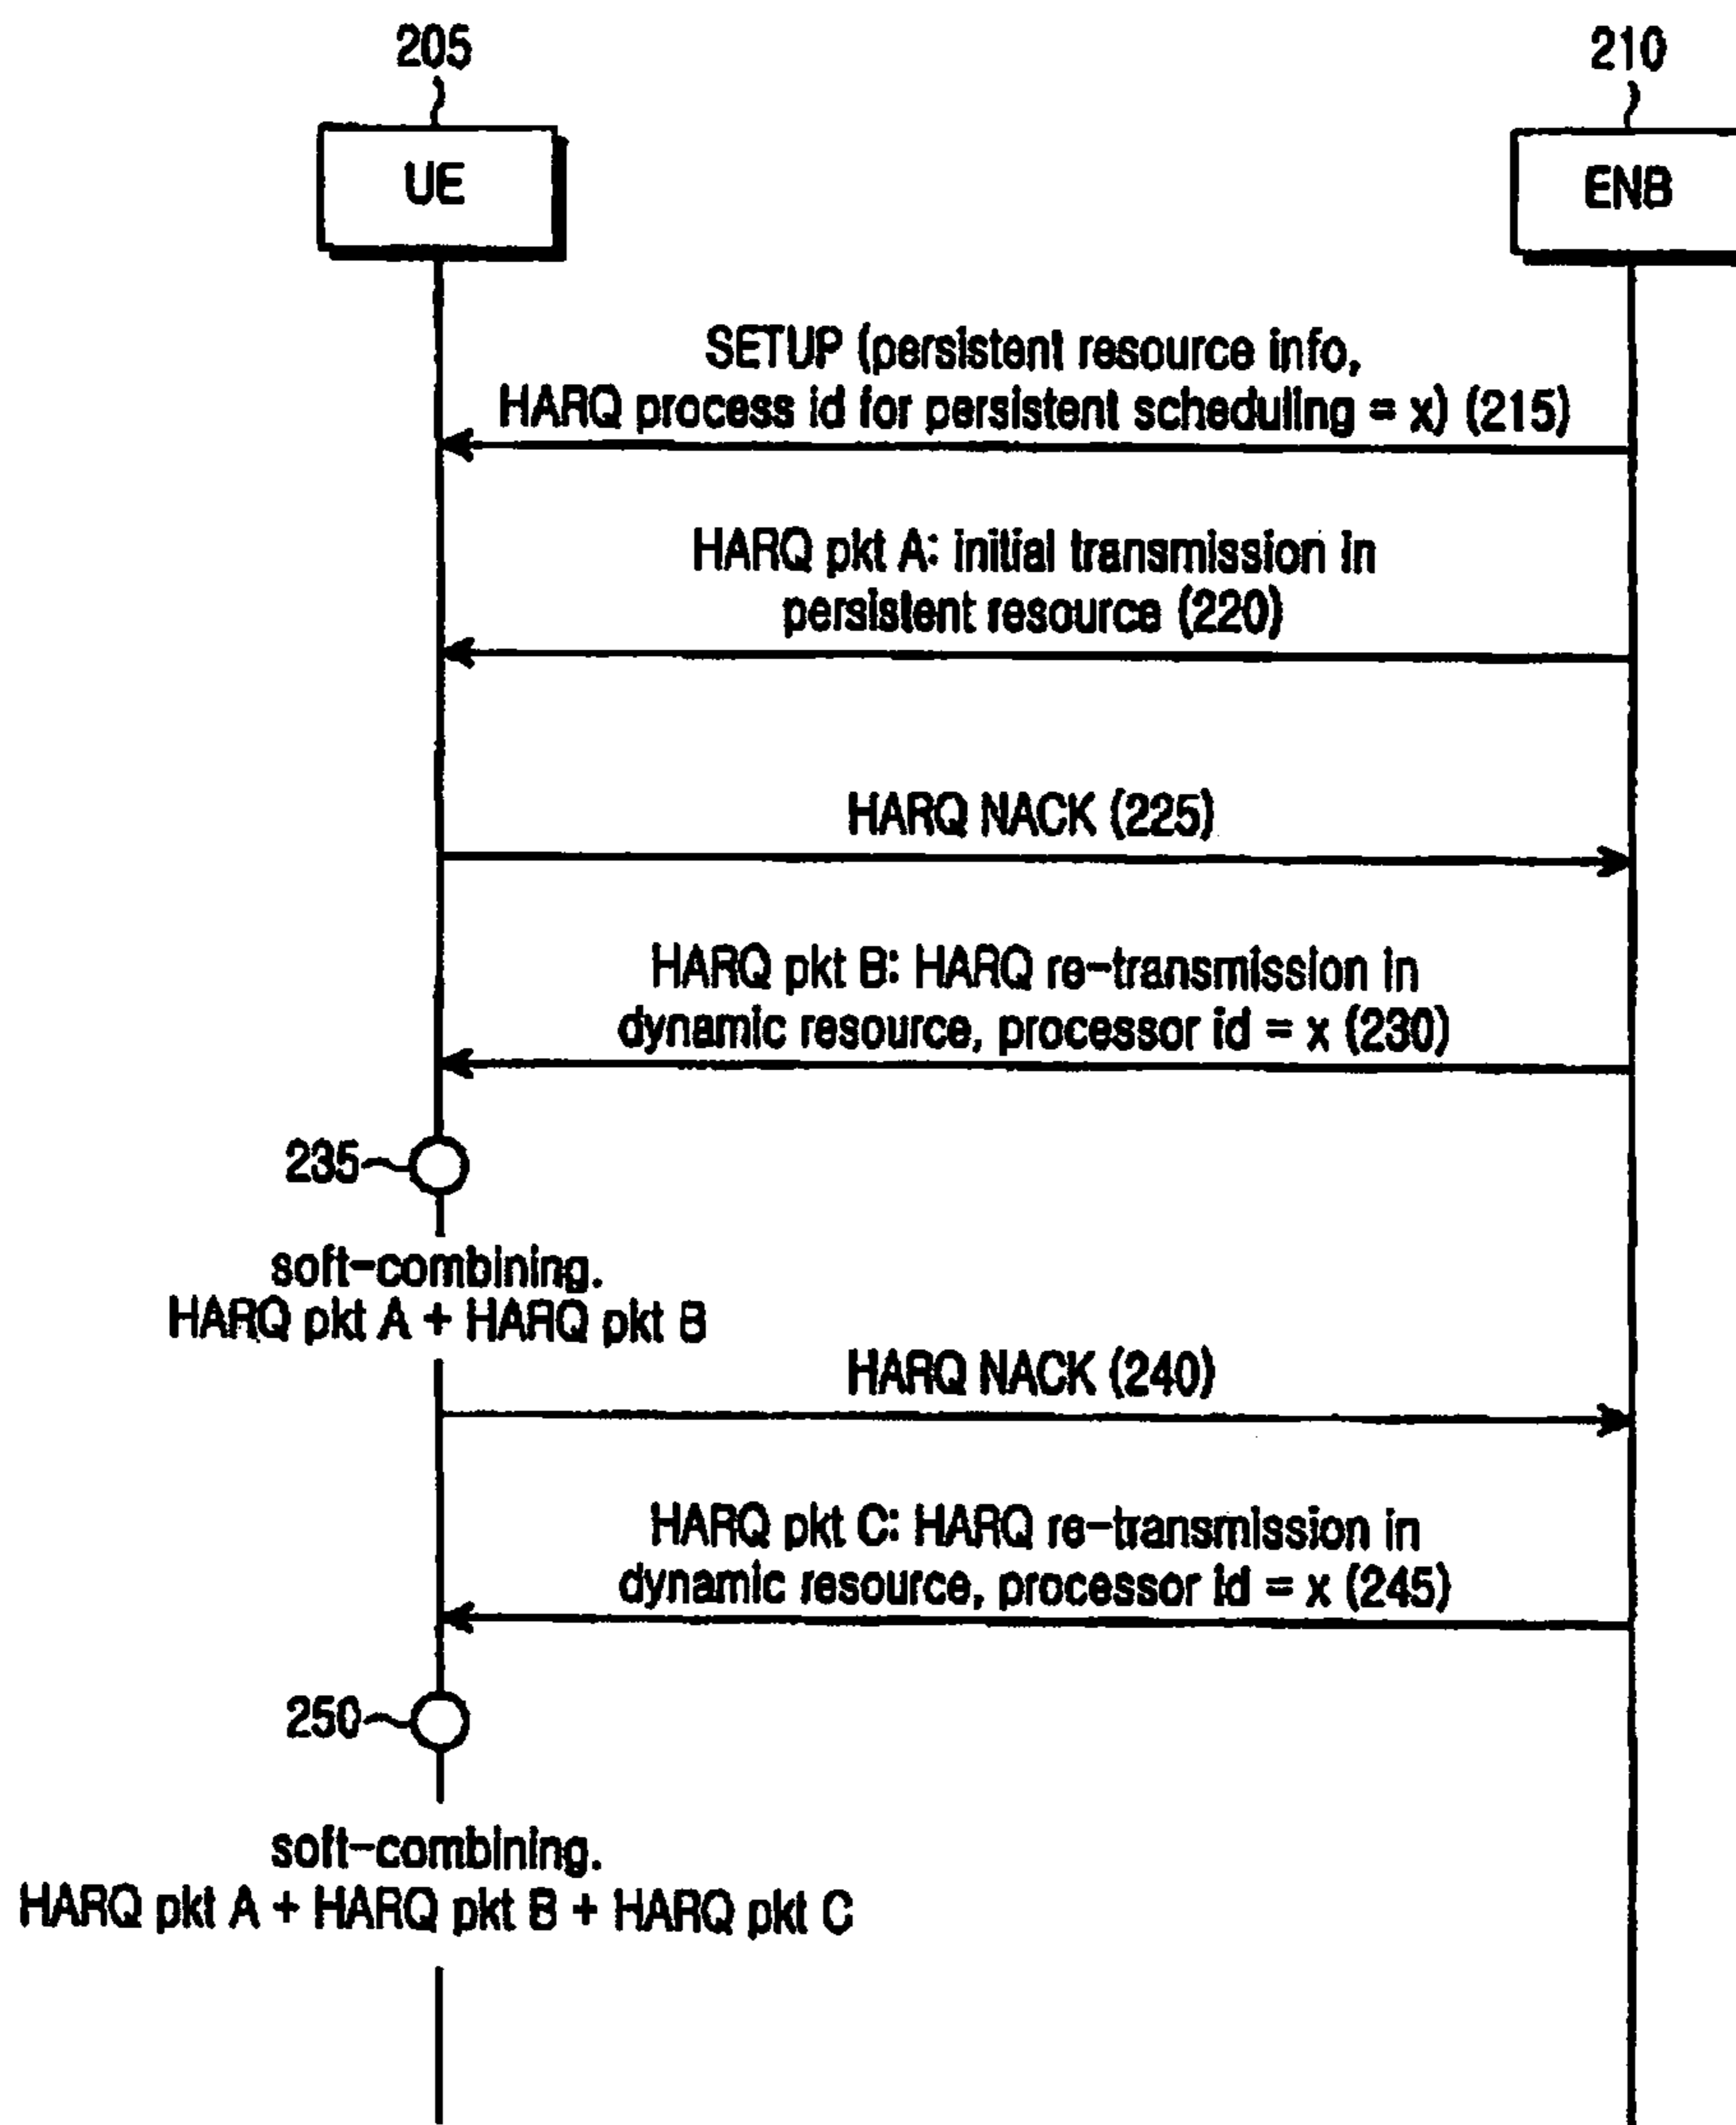 205
210
UE
ENB
SETUP (persistent resource info,
HARQ process id for persistent scheduling = x) (215)
HARQ pkt A: initial transmission in
persistent resource (220)
HARQ NACK (225)
HARQ pkt B: HARQ re-transmission in
dynamic resource, processor id = x (230)
235
soft-combining.
HARQ pkt A + HARQ pkt B
HARQ NACK (240)
HARQ pkt C: HARQ re-transmission in
dynamic resource, processor id = x (245)
250
soft-combining.
HARQ pkt A + HARQ pkt B + HARQ pkt C